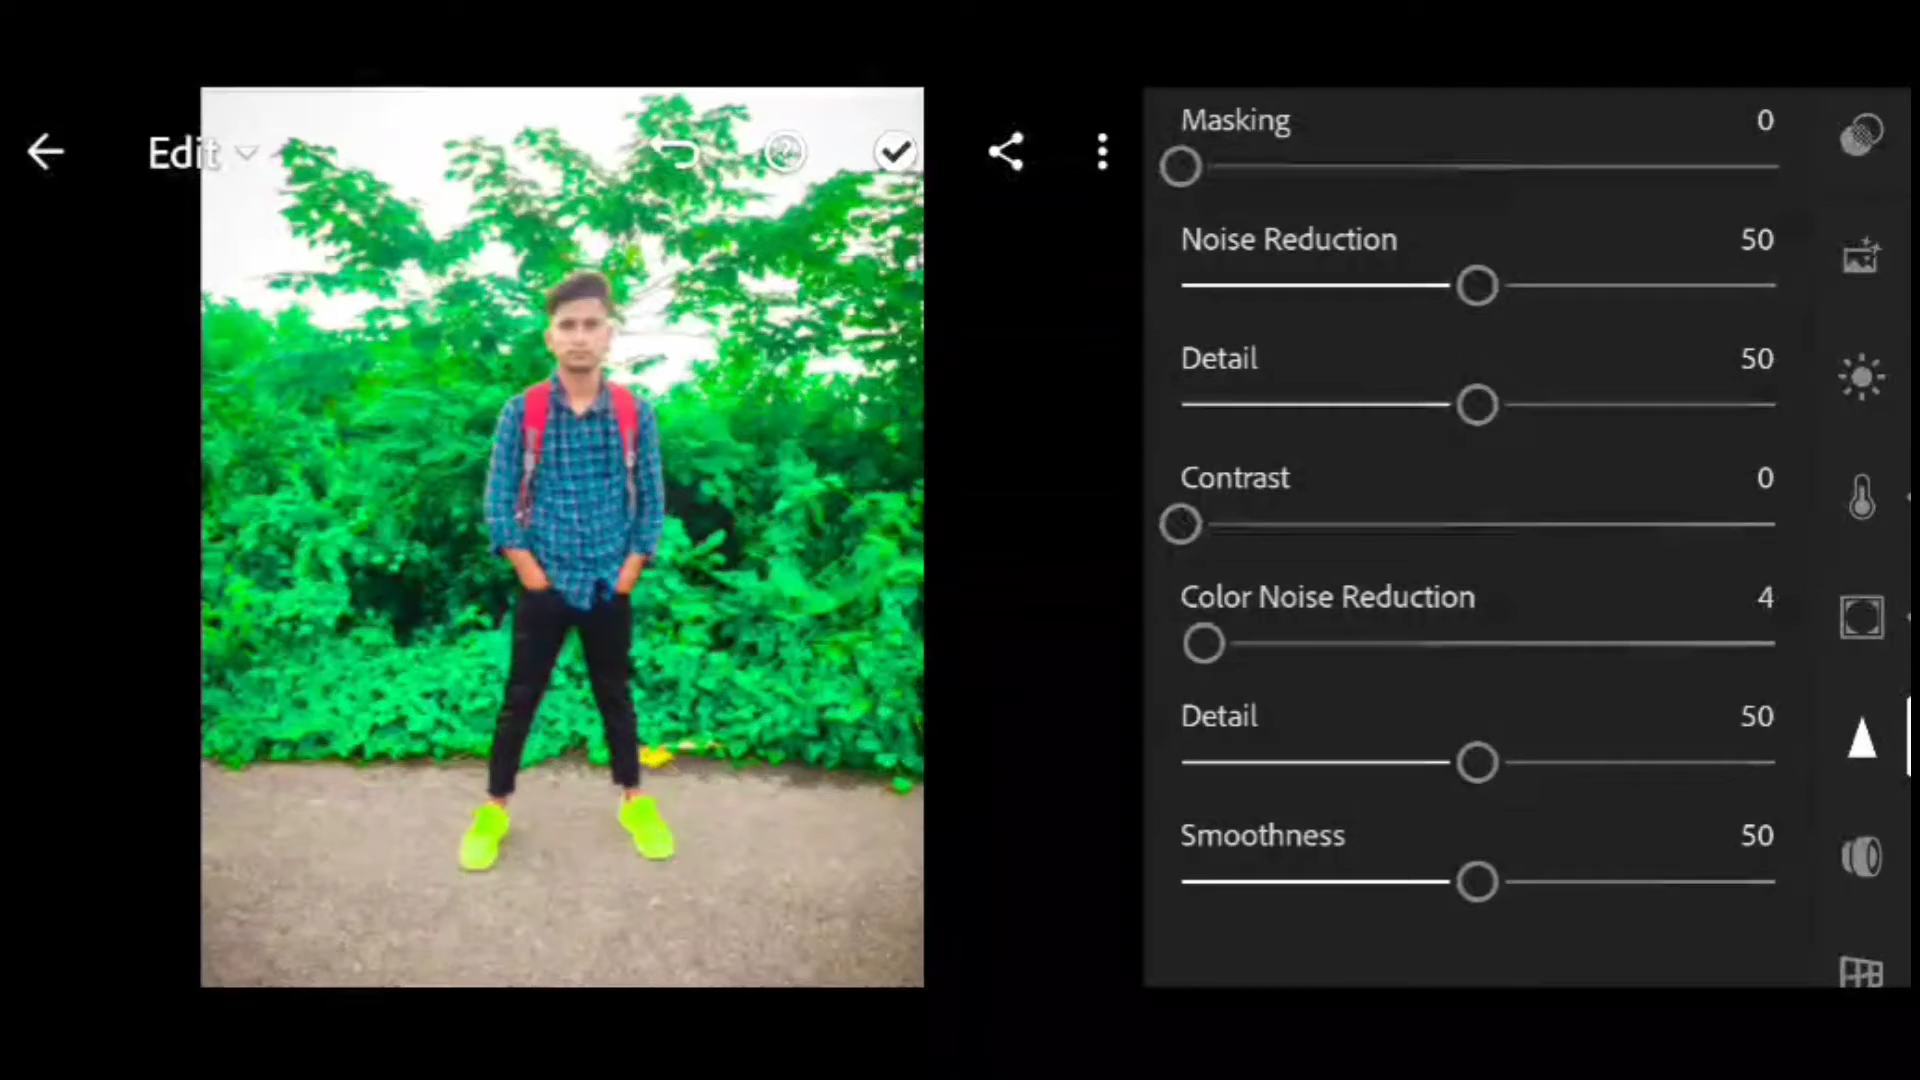 Edit
Masking 0
Noise Reduction 50
Detail 50
Contrast 0
Color Noise Reduction 4
Detail 50
Smoothness 50